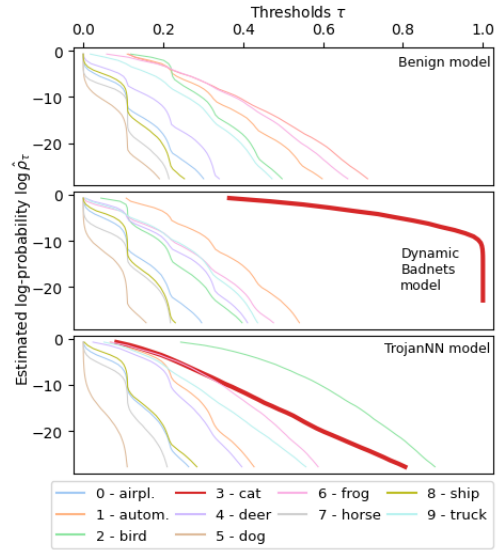 Thresholds τ
0.0 0.2 0.4 0.6 0.8 1.0
Estimated log-probability log ρ̂τ
0
Benign model
−10
−20
0
Dynamic
Badnets
model
−10
−20
0
TrojanNN model
−10
−20
0 - airpl. 3 - cat 6 - frog 8 - ship
1 - autom. 4 - deer 7 - horse 9 - truck
2 - bird 5 - dog